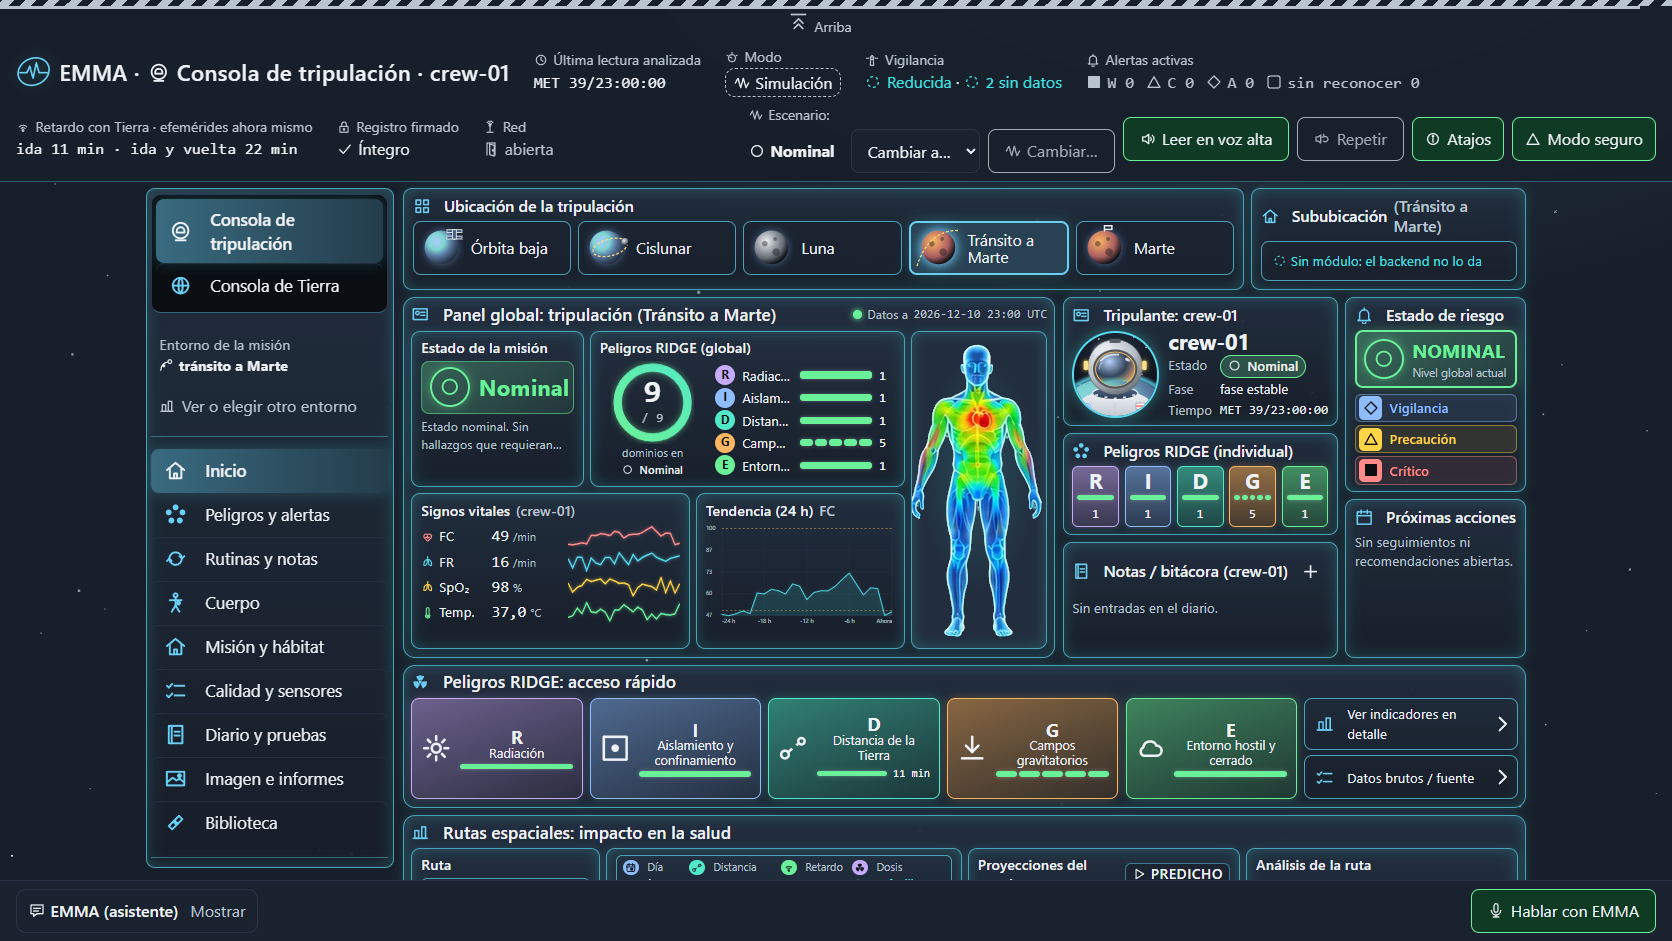 Arriba
EMMA · Consola de tripulación · crew-01
Última lectura analizada
MET 39/23:00:00
Modo
Simulación
Vigilancia
Reducida · 2 sin datos
Alertas activas
W 0 C 0 A 0 sin reconocer 0
Retardo con Tierra · efemérides ahora mismo
ida 11 min · ida y vuelta 22 min
Registro firmado
Íntegro
Red
abierta
Escenario:
Nominal
Cambiar a...
Cambiar...
Leer en voz alta
Repetir
Atajos
Modo seguro
Consola de
tripulación
Consola de Tierra
Entorno de la misión
tránsito a Marte
Ver o elegir otro entorno
Inicio
Peligros y alertas
Rutinas y notas
Cuerpo
Misión y hábitat
Calidad y sensores
Diario y pruebas
Imagen e informes
Biblioteca
Ubicación de la tripulación
Órbita baja
Cislunar
Luna
Tránsito a
Marte
Marte
Sububicación (Tránsito a
Marte)
Sin módulo: el backend no lo da
Panel global: tripulación (Tránsito a Marte)
Datos a 2026-12-10 23:00 UTC
Estado de la misión
Nominal
Estado nominal. Sin
hallazgos que requieran...
Peligros RIDGE (global)
9
/ 9
dominios en
Nominal
R Radiac... 1
I Aislam... 1
D Distan... 1
G Camp... 5
E Entorn... 1
Signos vitales (crew-01)
FC 49 /min
FR 16 /min
SpO₂ 98 %
Temp. 37,0 °C
Tendencia (24 h) FC
100
87
73
60
47
-24 h -18 h -12 h -6 h Ahora
Tripulante: crew-01
crew-01
Estado Nominal
Fase fase estable
Tiempo MET 39/23:00:00
Peligros RIDGE (individual)
R I D G E
1 1 1 5 1
Notas / bitácora (crew-01) +
Sin entradas en el diario.
Estado de riesgo
NOMINAL
Nivel global actual
Vigilancia
Precaución
Crítico
Próximas acciones
Sin seguimientos ni
recomendaciones abiertas.
Peligros RIDGE: acceso rápido
R
Radiación
I
Aislamiento y
confinamiento
D
Distancia de la
Tierra
11 min
G
Campos
gravitatorios
E
Entorno hostil y
cerrado
Ver indicadores en
detalle
Datos brutos / fuente
Rutas espaciales: impacto en la salud
Ruta
Día Distancia Retardo Dosis
Proyecciones del
PREDICHO
Análisis de la ruta
EMMA (asistente) Mostrar
Hablar con EMMA